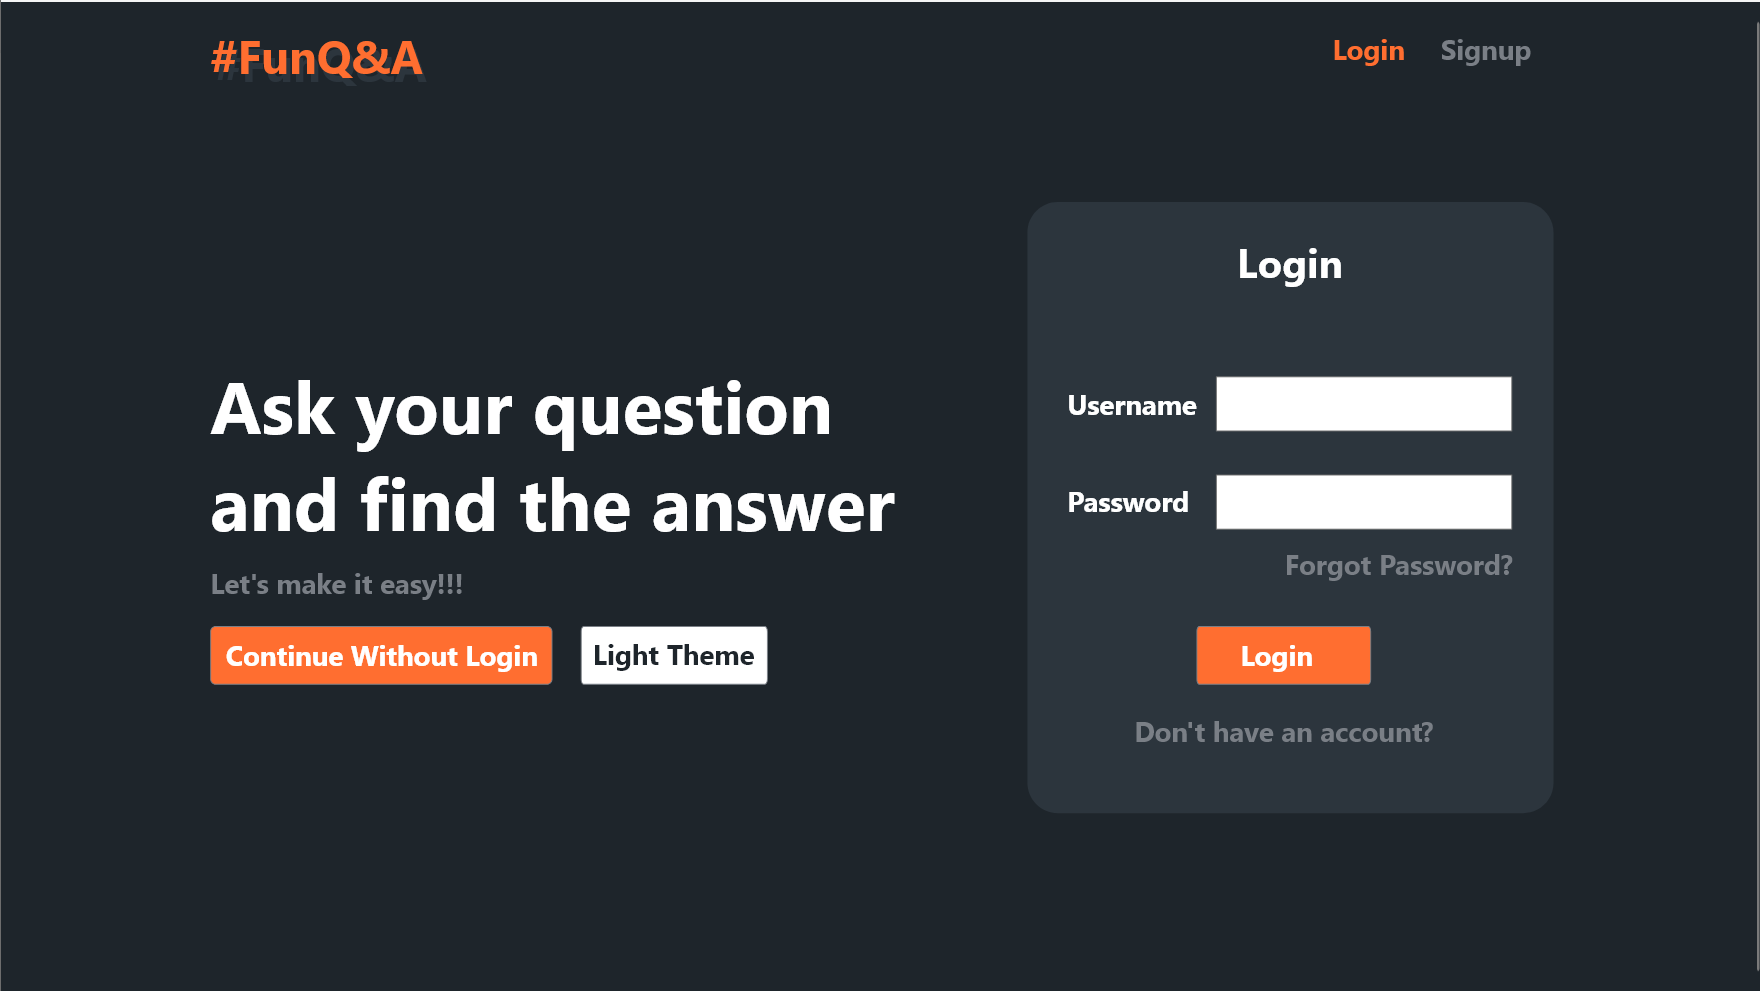 #FunQ&A
Login
Signup
Ask your question
and find the answer
Let's make it easy!!!
Continue Without Login
Light Theme
Login
Username
Password
Forgot Password?
Login
Don't have an account?